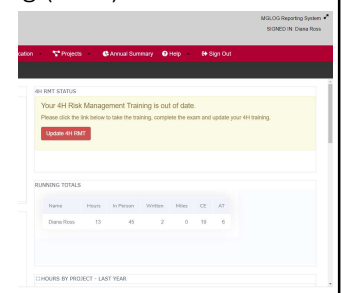 MGLOG Reporting System
SIGNED IN: Diana Ross
Projects Annual Summary Help Sign Out
4H RMT STATUS
Your 4H Risk Management Training is out of date.
Please click the link below to take the training, complete the exam and update your 4H training.
Update 4H RMT
RUNNING TOTALS
Name Hours In Person Written Miles CE AT
Diana Ross 13 45 2 0 19 8
HOURS BY PROJECT - LAST YEAR